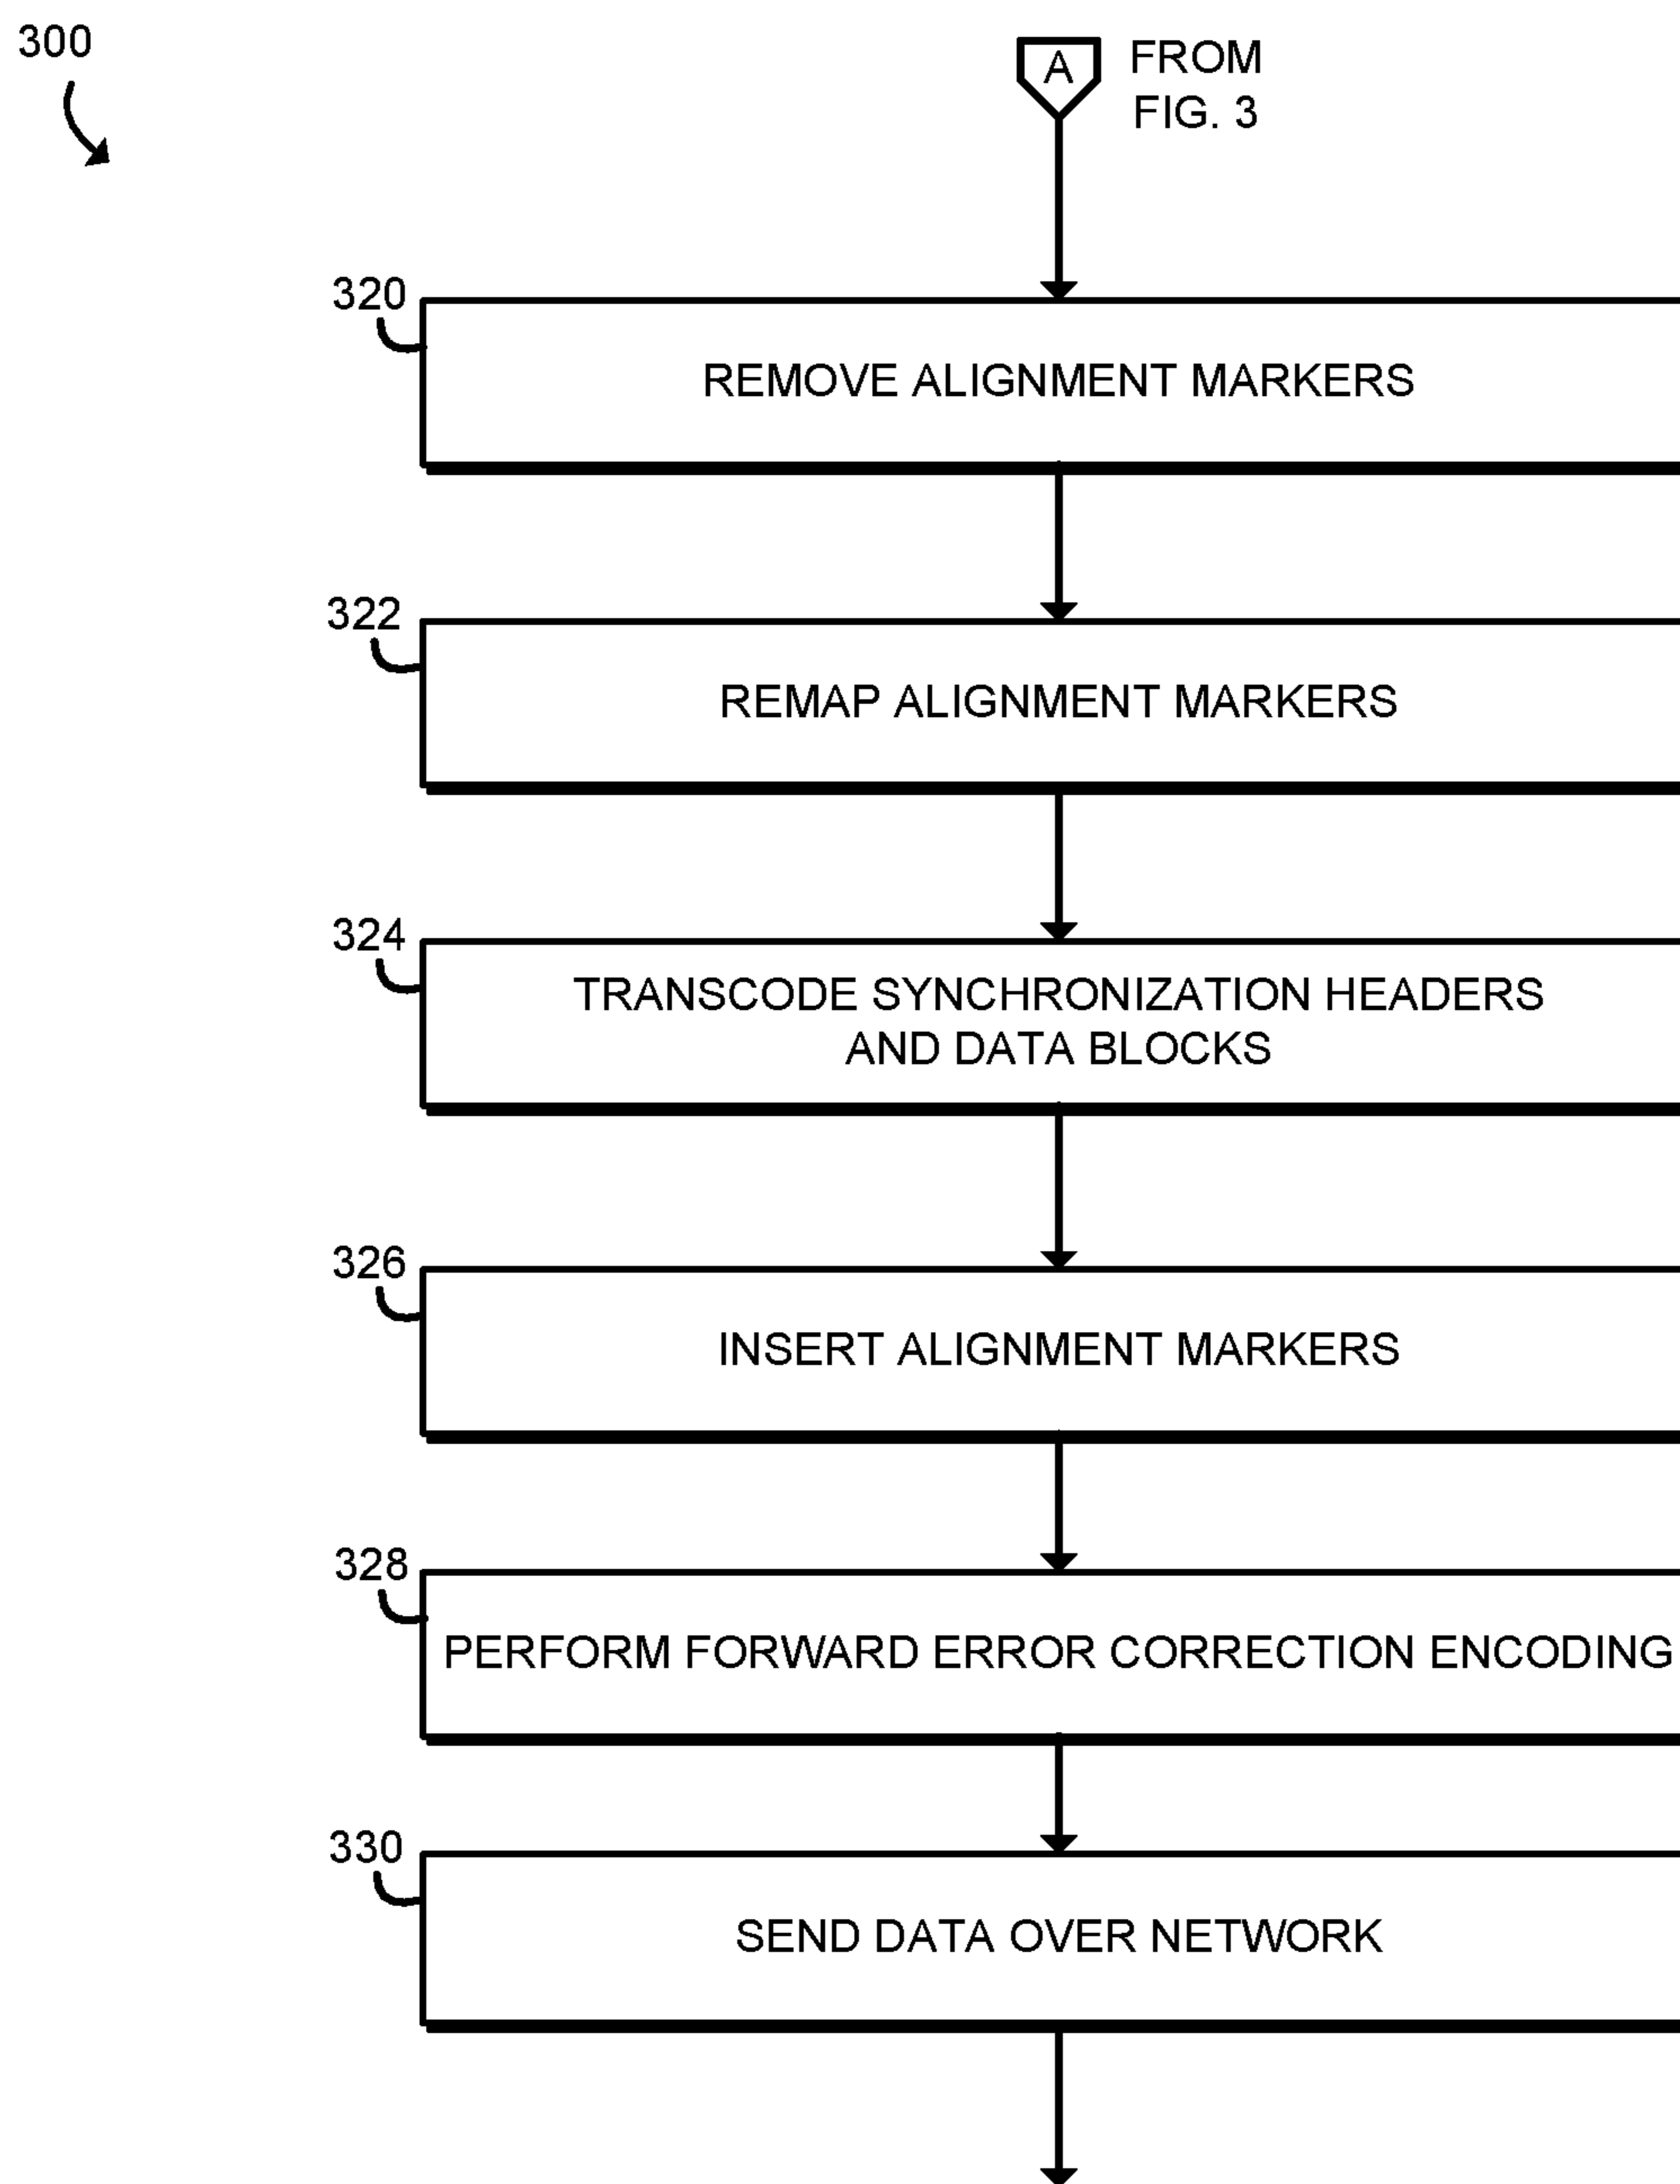 300
A
FROM
FIG. 3
320
REMOVE ALIGNMENT MARKERS
322
REMAP ALIGNMENT MARKERS
324
TRANSCODE SYNCHRONIZATION HEADERS
AND DATA BLOCKS
326
INSERT ALIGNMENT MARKERS
328
PERFORM FORWARD ERROR CORRECTION ENCODING
330
SEND DATA OVER NETWORK